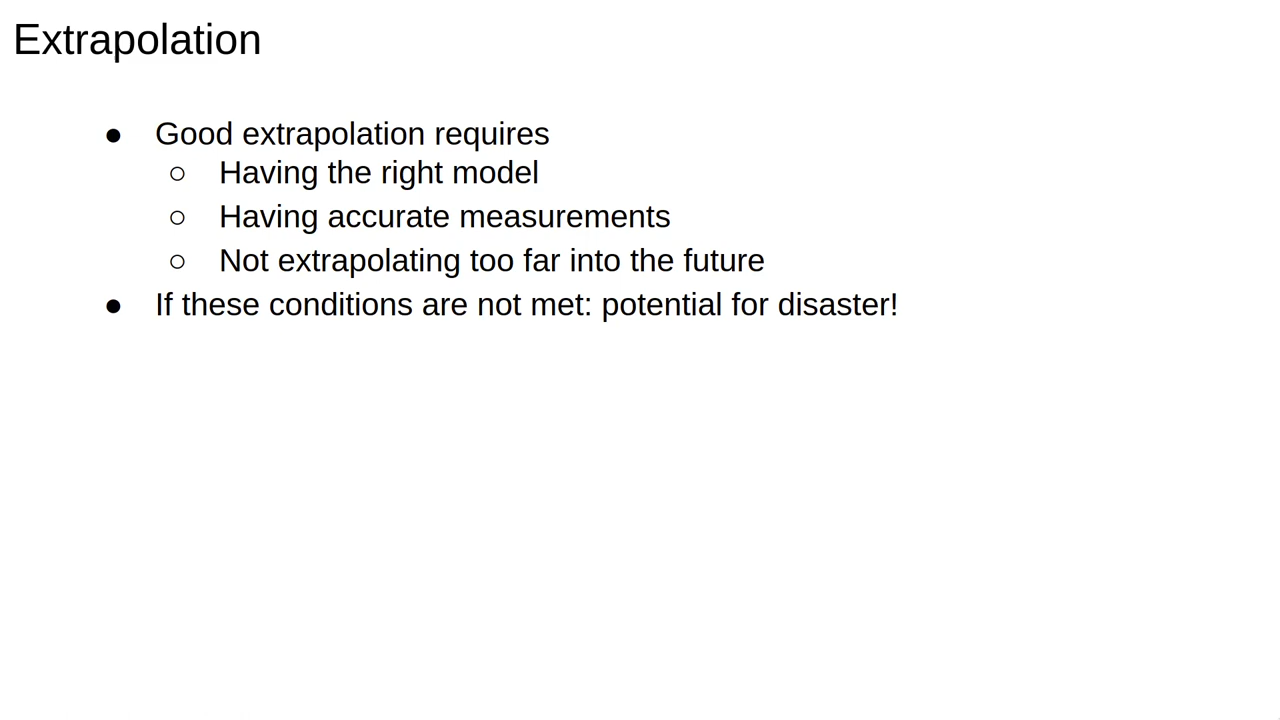 Extrapolation
● Good extrapolation requires
○ Having the right model
○ Having accurate measurements
○ Not extrapolating too far into the future
● If these conditions are not met: potential for disaster!